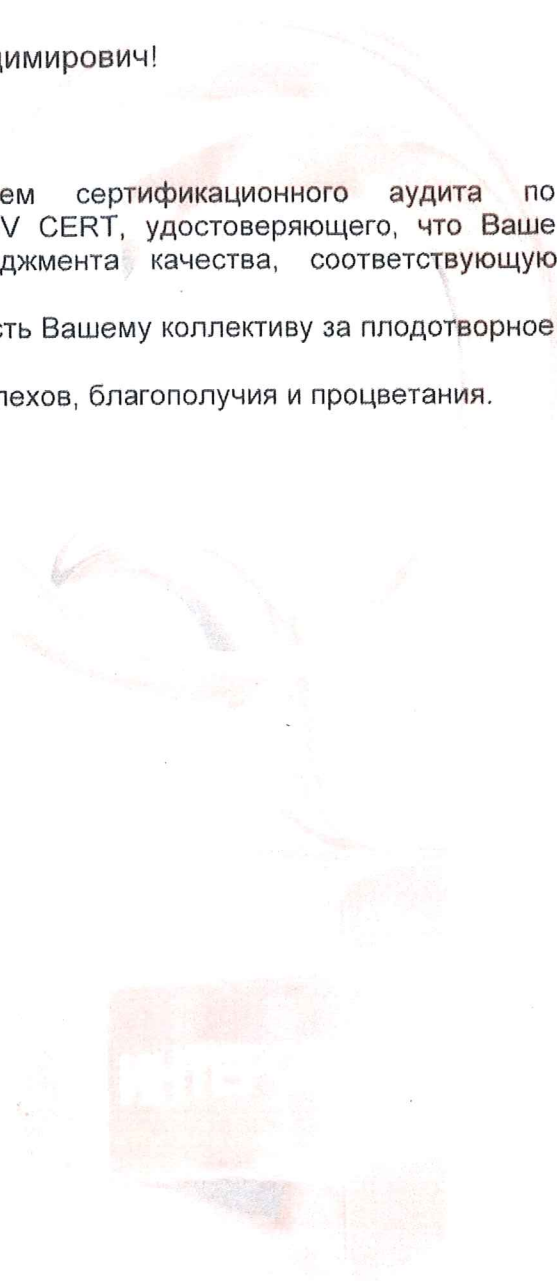 димирович!
ем сертификационного аудита по
V CERT, удостоверяющего, что Ваше
джмента качества, соответствующую
сть Вашему коллективу за плодотворное
пехов, благополучия и процветания.